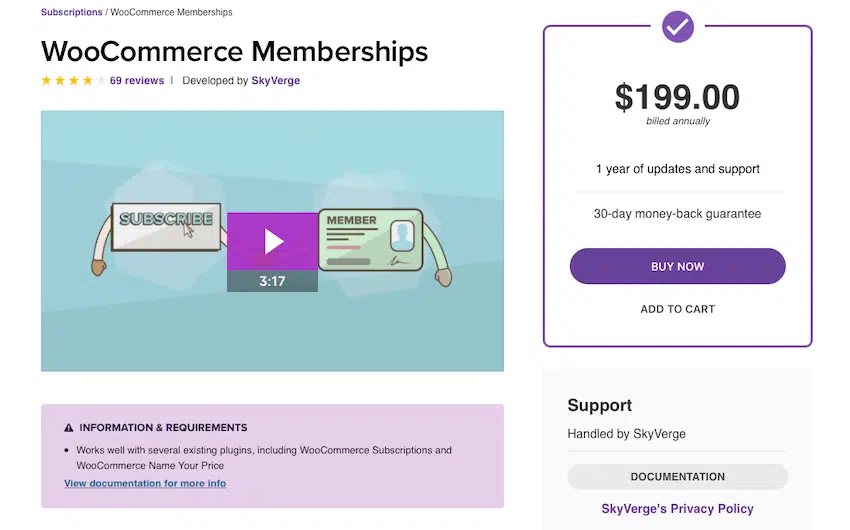 Subscriptions / WooCommerce Memberships
WooCommerce Memberships
69 reviews | Developed by SkyVerge
SUBSCRIBE
MEMBER
3:17
INFORMATION & REQUIREMENTS
• Works well with several existing plugins, including WooCommerce Subscriptions and
WooCommerce Name Your Price
View documentation for more info
$199.00
billed annually
1 year of updates and support
30-day money-back guarantee
BUY NOW
ADD TO CART
Support
Handled by SkyVerge
DOCUMENTATION
SkyVerge's Privacy Policy